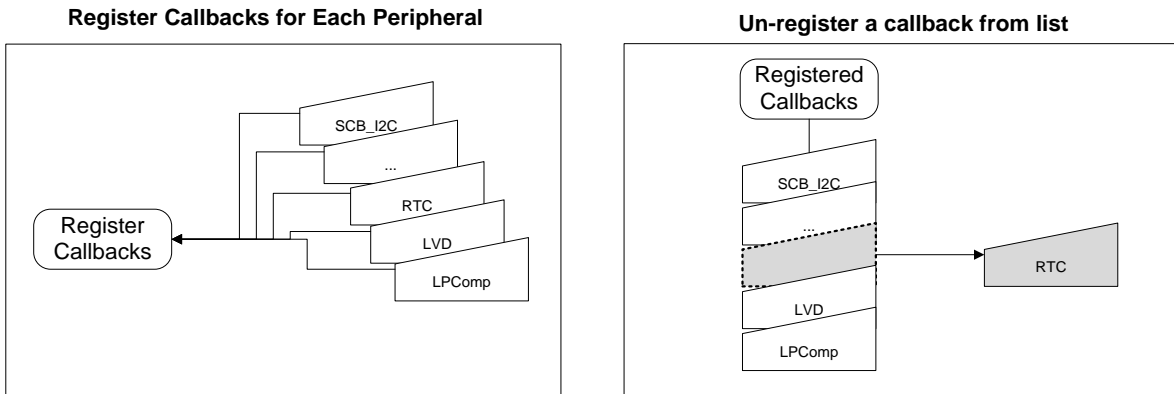 Register Callbacks for Each Peripheral
SCB_I2C
...
RTC
LVD
LPComp
Register
Callbacks
Un-register a callback from list
Registered
Callbacks
SCB_I2C
...
LVD
LPComp
RTC